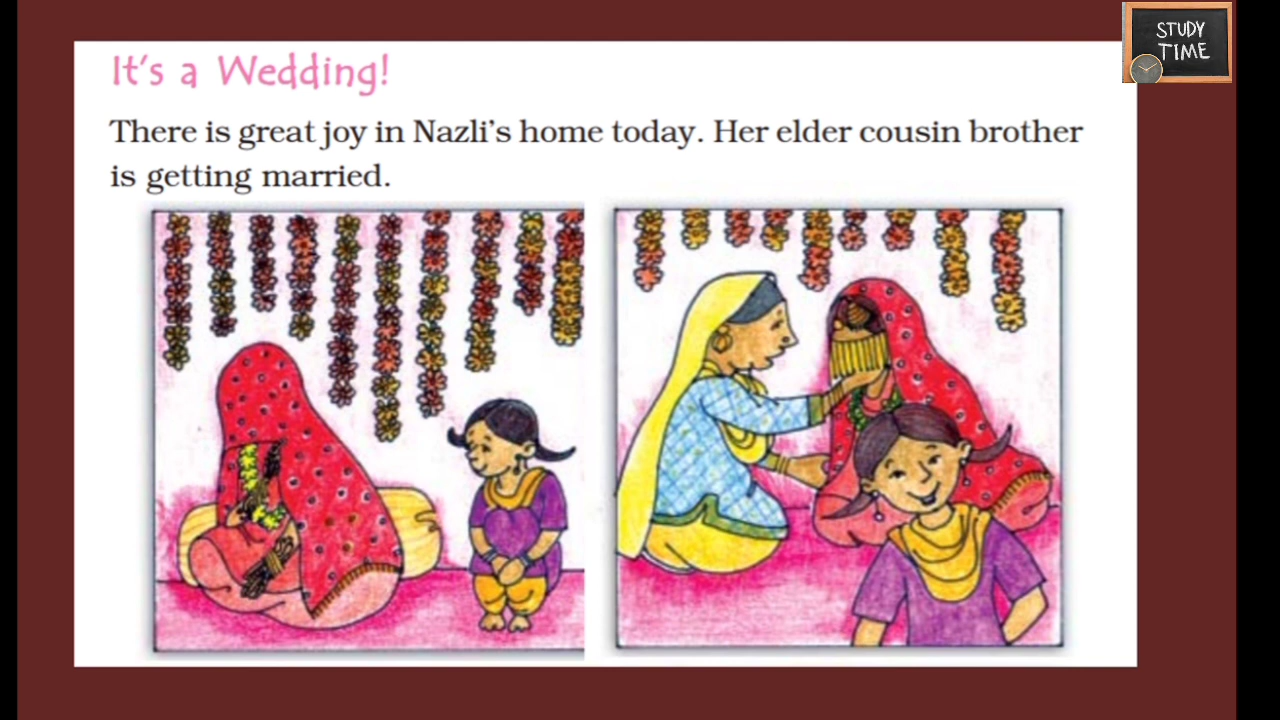 It's a Wedding!
There is great joy in Nazli's home today. Her elder cousin brother
is getting married.
STUDY
TIME